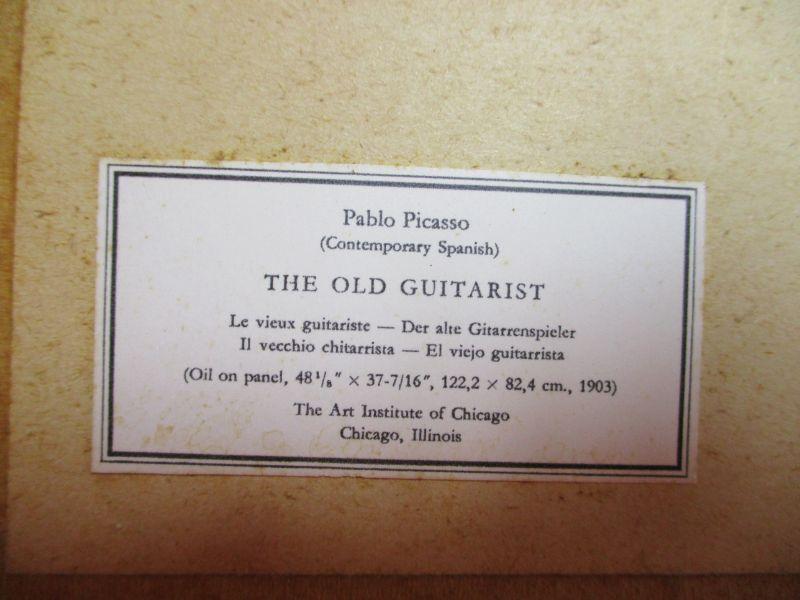 Pablo Picasso
(Contemporary Spanish)
THE OLD GUITARIST
Le vieux guitariste — Der alte Gitarrenspieler
Il vecchio chitarrista — El viejo guitarrista
(Oil on panel, 48 1/8″ × 37-7/16″, 122,2 × 82,4 cm., 1903)
The Art Institute of Chicago
Chicago, Illinois